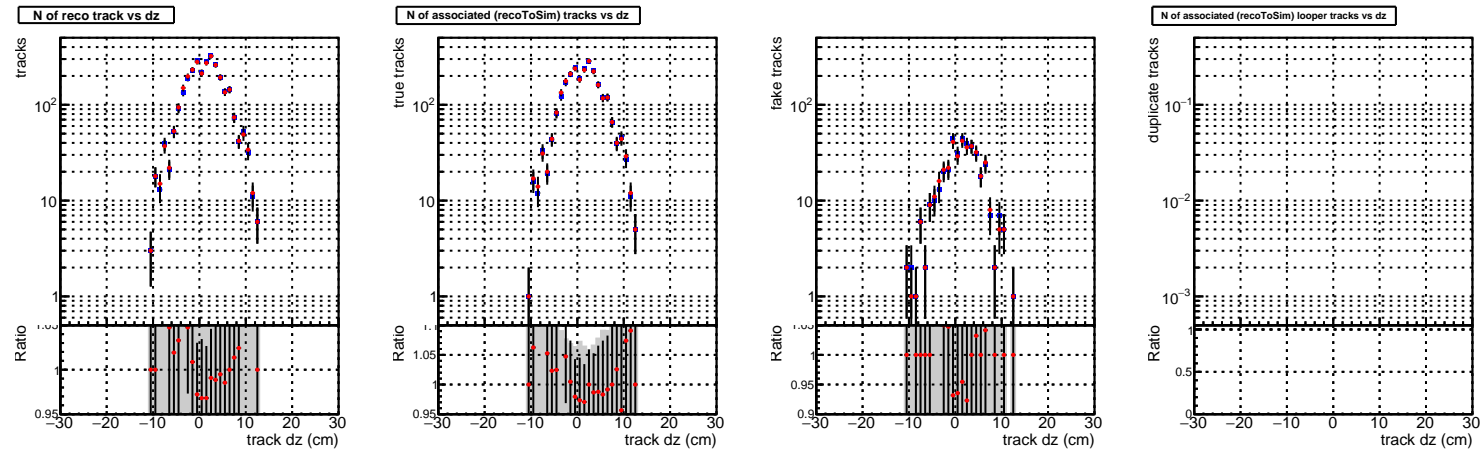 N of reco track vs dz
tracks
10²
10
1
Ratio
1
0.95
−30 −20 −10 0 10 20 30
track dz (cm)
N of associated (recoToSim) tracks vs dz
true tracks
10²
10
1
Ratio
1.05
1
0.95
−30 −20 −10 0 10 20 30
track dz (cm)
fake tracks
10²
10
1
Ratio
1
0.95
0.9
−30 −20 −10 0 10 20 30
track dz (cm)
N of associated (recoToSim) looper tracks vs dz
duplicate tracks
10⁻¹
10⁻²
10⁻³
Ratio
1
0.5
0
−30 −20 −10 0 10 20 30
track dz (cm)